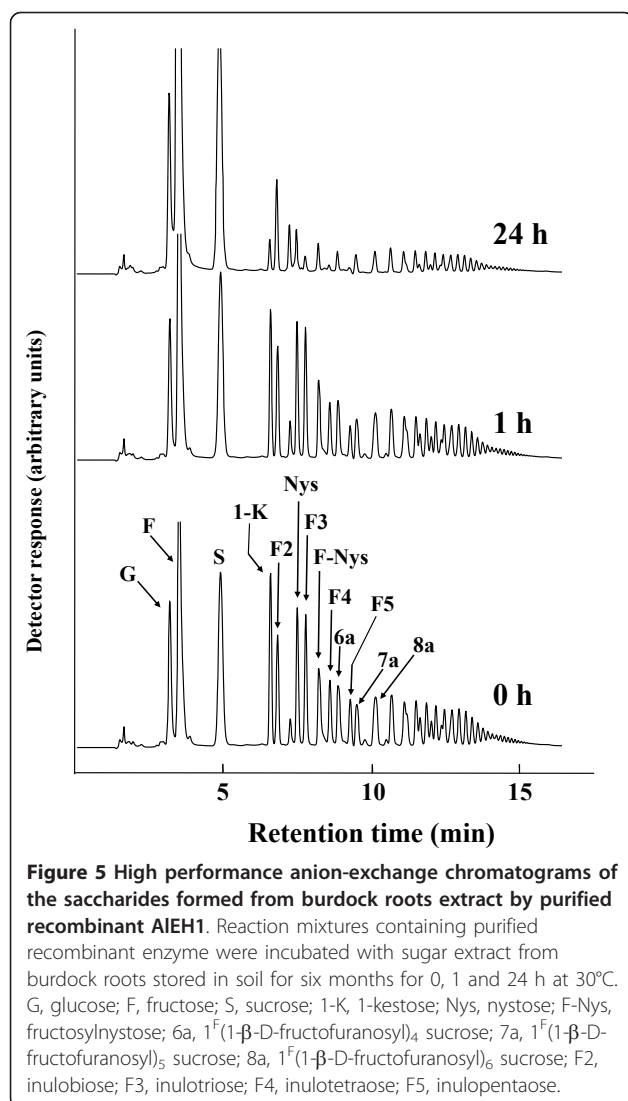 24 h
1 h
Detector response (arbitrary units)
Nys
1-K
F3
F
F2
F-Nys
S
F4
F5
G
6a
7a
8a
0 h
5
10
15
Retention time (min)
Figure 5 High performance anion-exchange chromatograms of
the saccharides formed from burdock roots extract by purified
recombinant AlEH1. Reaction mixtures containing purified
recombinant enzyme were incubated with sugar extract from
burdock roots stored in soil for six months for 0, 1 and 24 h at 30°C.
G, glucose; F, fructose; S, sucrose; 1-K, 1-kestose; Nys, nystose; F-Nys,
fructosylnystose; 6a, 1F(1-β-D-fructofuranosyl)4 sucrose; 7a, 1F(1-β-D-
fructofuranosyl)5 sucrose; 8a, 1F(1-β-D-fructofuranosyl)6 sucrose; F2,
inulobiose; F3, inulotriose; F4, inulotetraose; F5, inulopentaose.